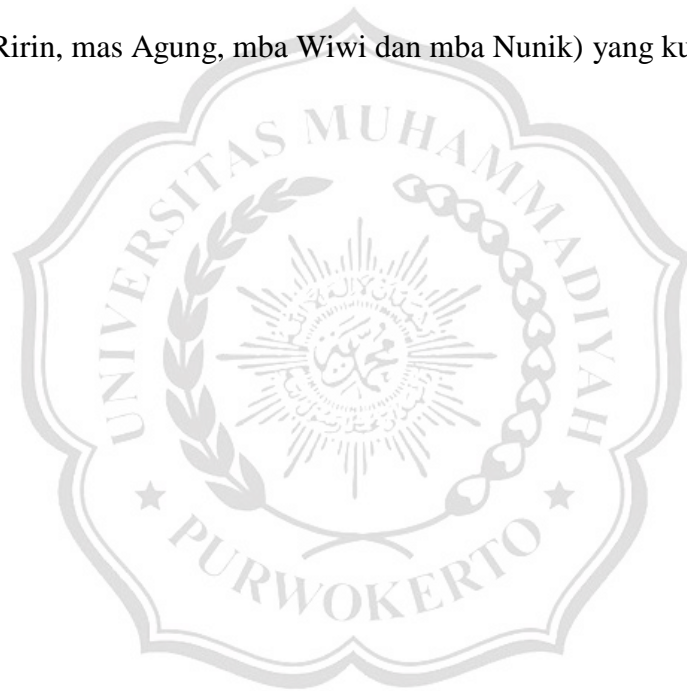 Ririn, mas Agung, mba Wiwi dan mba Nunik) yang ku
UNIVERSITAS MUHAMMADIYAH
PURWOKERTO